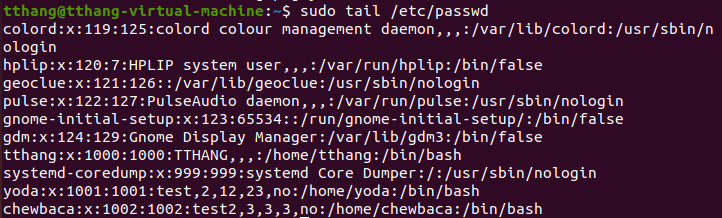 tthang@tthang-virtual-machine:~$ sudo tail /etc/passwd
colord:x:119:125:colord colour management daemon,,,:/var/lib/colord:/usr/sbin/n
ologin
hplip:x:120:7:HPLIP system user,,,:/var/run/hplip:/bin/false
geoclue:x:121:126::/var/lib/geoclue:/usr/sbin/nologin
pulse:x:122:127:PulseAudio daemon,,,:/var/run/pulse:/usr/sbin/nologin
gnome-initial-setup:x:123:65534::/run/gnome-initial-setup/:/bin/false
gdm:x:124:129:Gnome Display Manager:/var/lib/gdm3:/bin/false
tthang:x:1000:1000:TTHANG,,,:/home/tthang:/bin/bash
systemd-coredump:x:999:999:systemd Core Dumper:/:/usr/sbin/nologin
yoda:x:1001:1001:test,2,12,23,no:/home/yoda:/bin/bash
chewbaca:x:1002:1002:test2,3,3,3,no:/home/chewbaca:/bin/bash